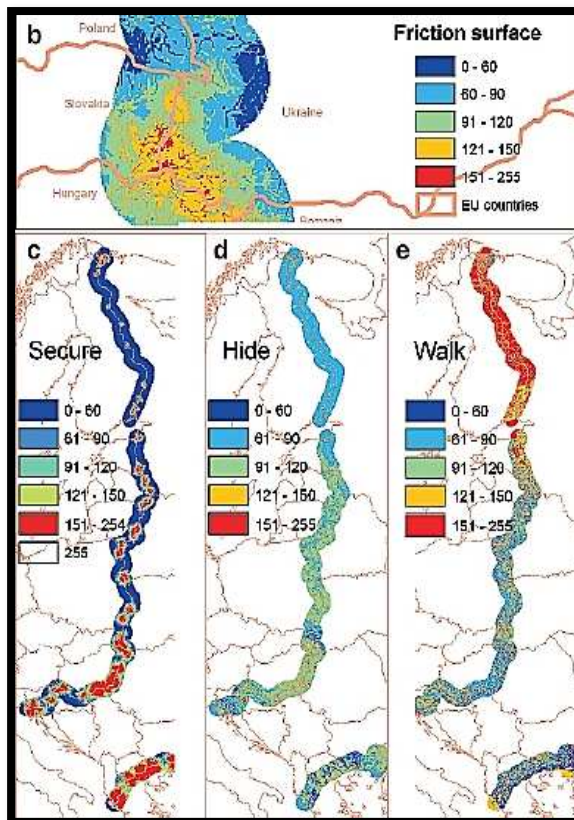 b
Poland
Slovakia
Ukraine
Hungary
Romania
Friction surface
0 - 60
60 - 90
91 - 120
121 - 150
151 - 255
EU countries
c
Secure
0 - 60
61 - 90
91 - 120
121 - 150
151 - 254
255
d
Hide
0 - 60
61 - 90
91 - 120
121 - 150
151 - 255
e
Walk
0 - 60
61 - 90
91 - 120
121 - 150
151 - 255